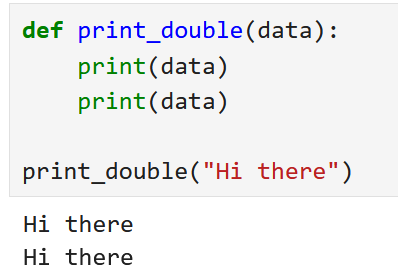 def print_double(data):
    print(data)
    print(data)

print_double("Hi there")
Hi there
Hi there